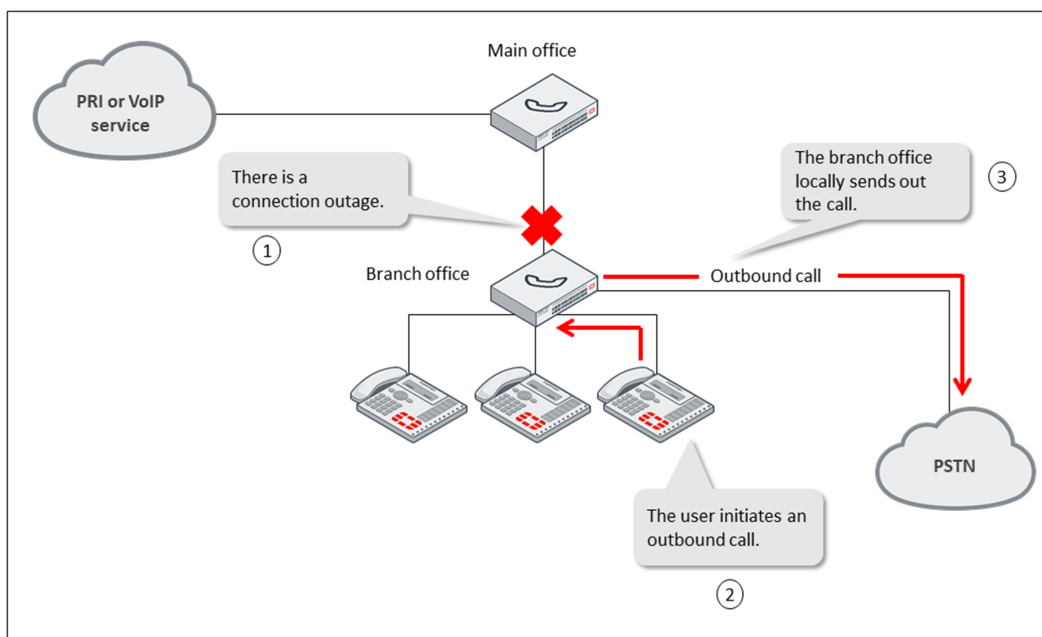 Main office
PRI or VoIP
service
There is a
connection outage.
1
The branch office
locally sends out
the call.
3
Branch office
Outbound call
PSTN
The user initiates an
outbound call.
2